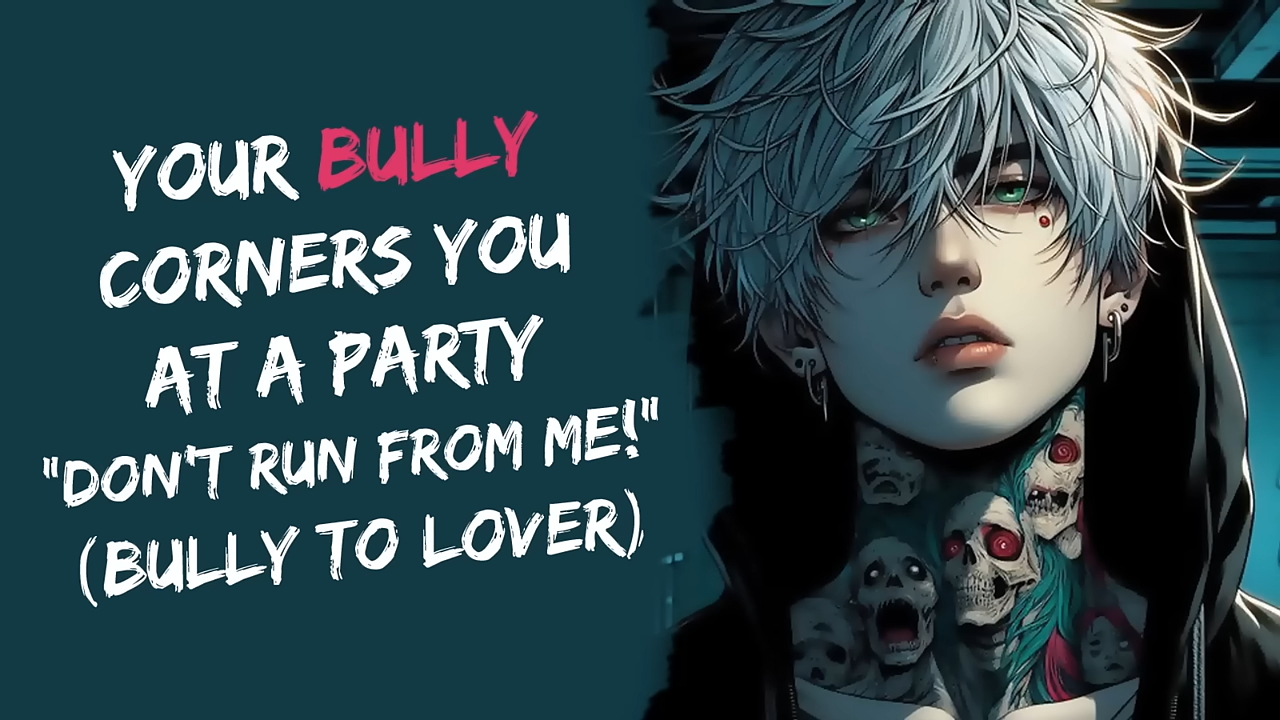 YOUR BULLY
CORNERS YOU
AT A PARTY
"DON'T RUN FROM ME!"
(BULLY TO LOVER)